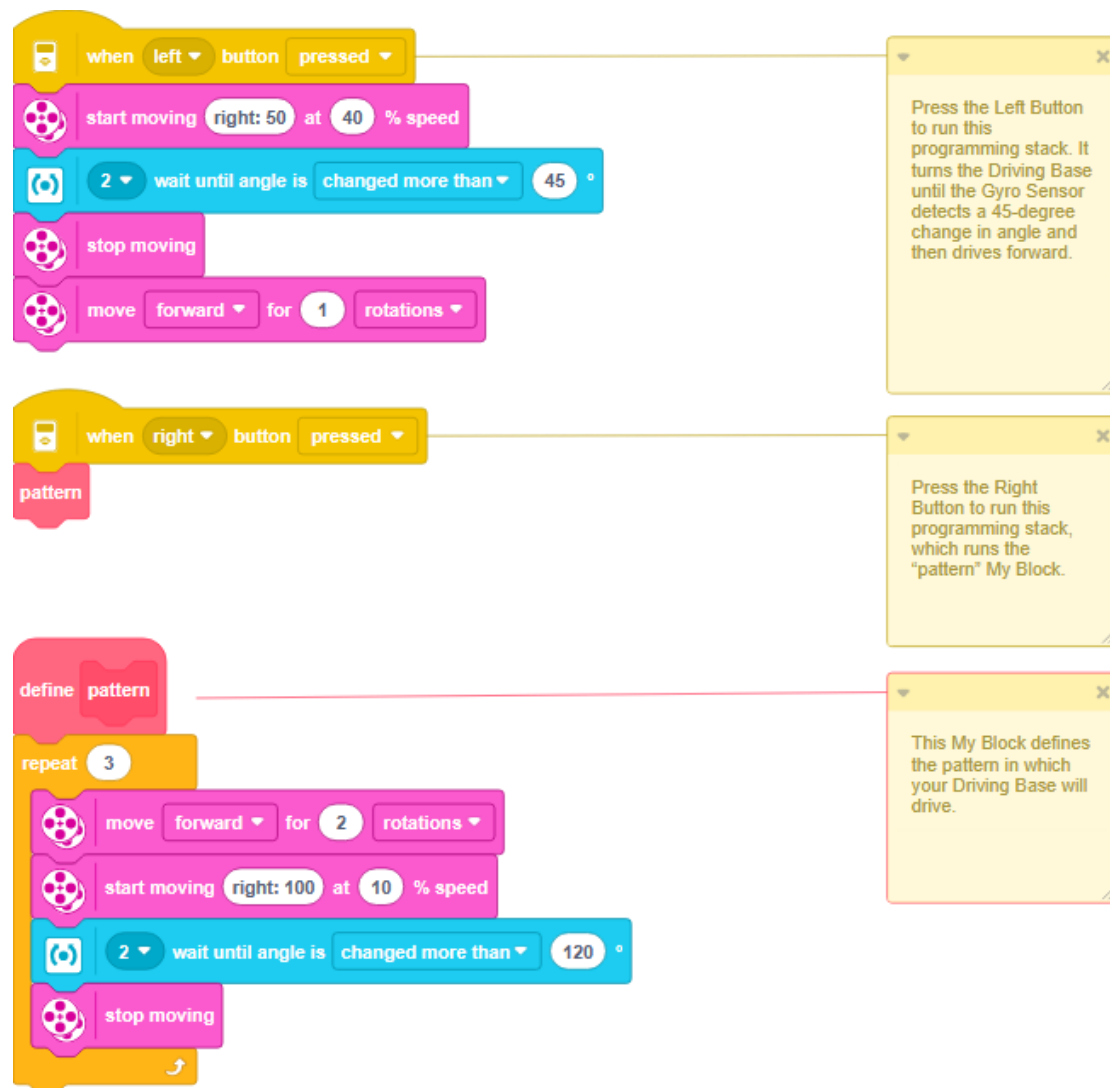 when left button pressed
start moving right: 50 at 40 % speed
2 wait until angle is changed more than 45 °
stop moving
move forward for 1 rotations
Press the Left Button
to run this
programming stack. It
turns the Driving Base
until the Gyro Sensor
detects a 45-degree
change in angle and
then drives forward.
when right button pressed
pattern
Press the Right
Button to run this
programming stack,
which runs the
“pattern” My Block.
define pattern
repeat 3
move forward for 2 rotations
start moving right: 100 at 10 % speed
2 wait until angle is changed more than 120 °
stop moving
This My Block defines
the pattern in which
your Driving Base will
drive.